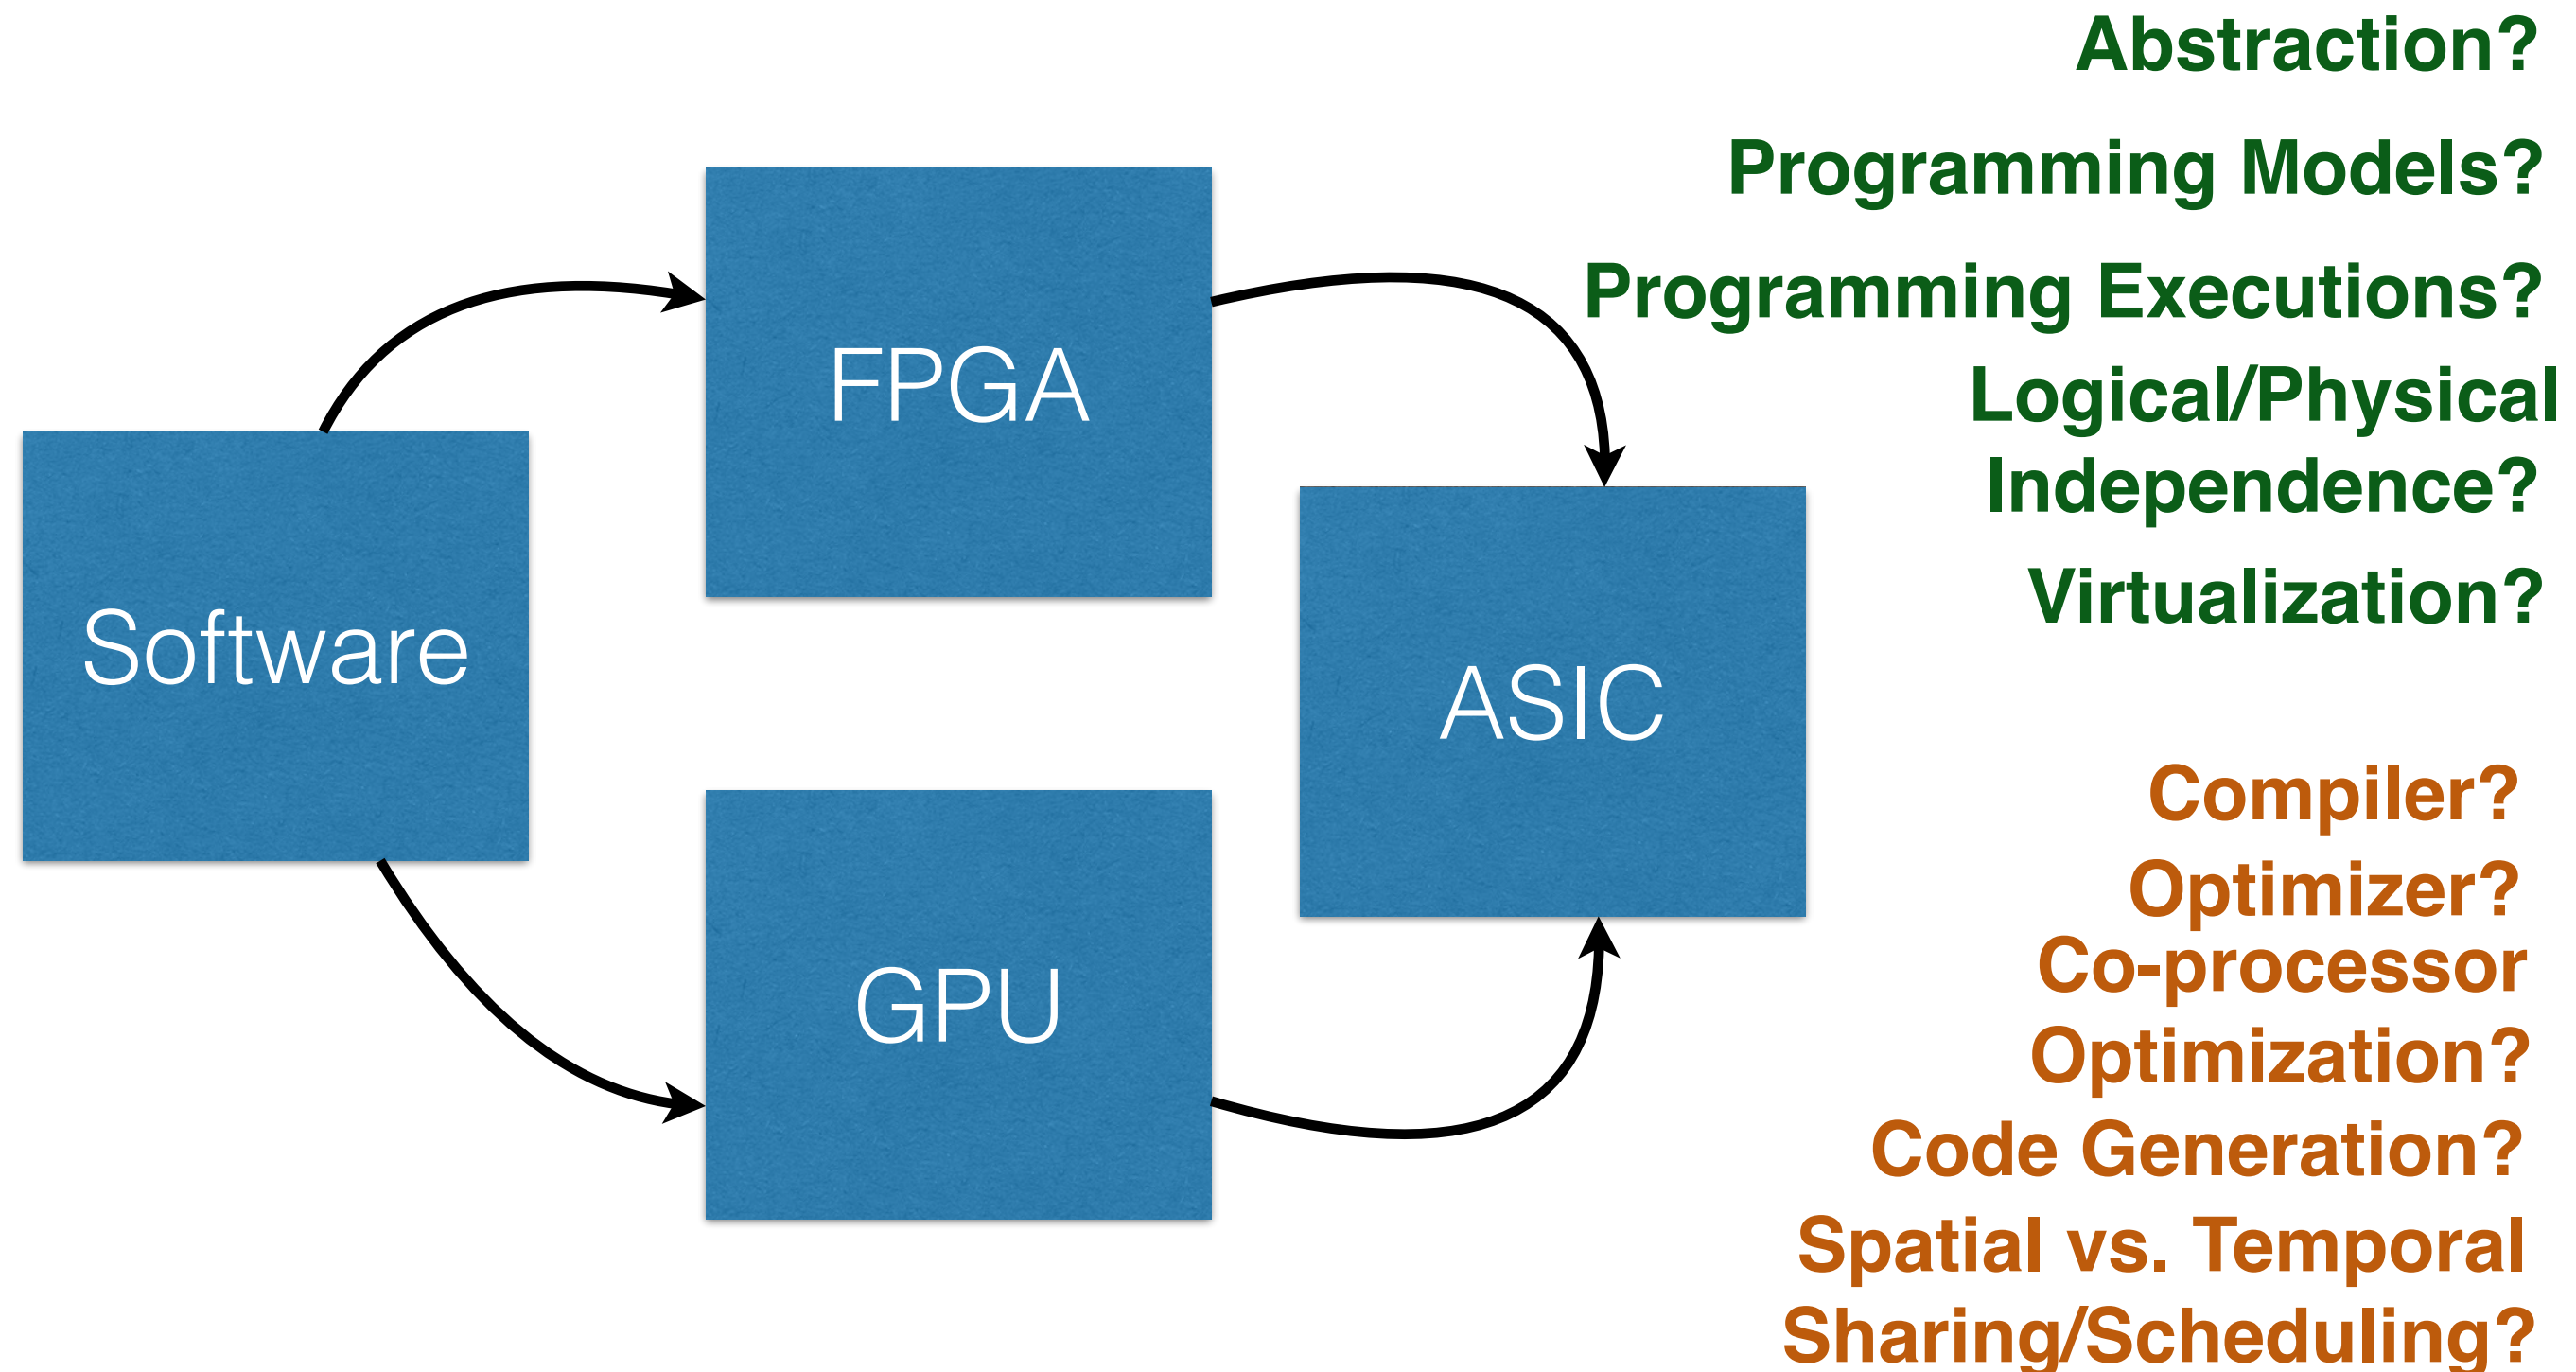 Abstraction?
Programming Models?
Programming Executions?
Logical/Physical
Independence?
Virtualization?
FPGA
Software
ASIC
GPU
Compiler?
Optimizer?
Co-processor
Optimization?
Code Generation?
Spatial vs. Temporal
Sharing/Scheduling?